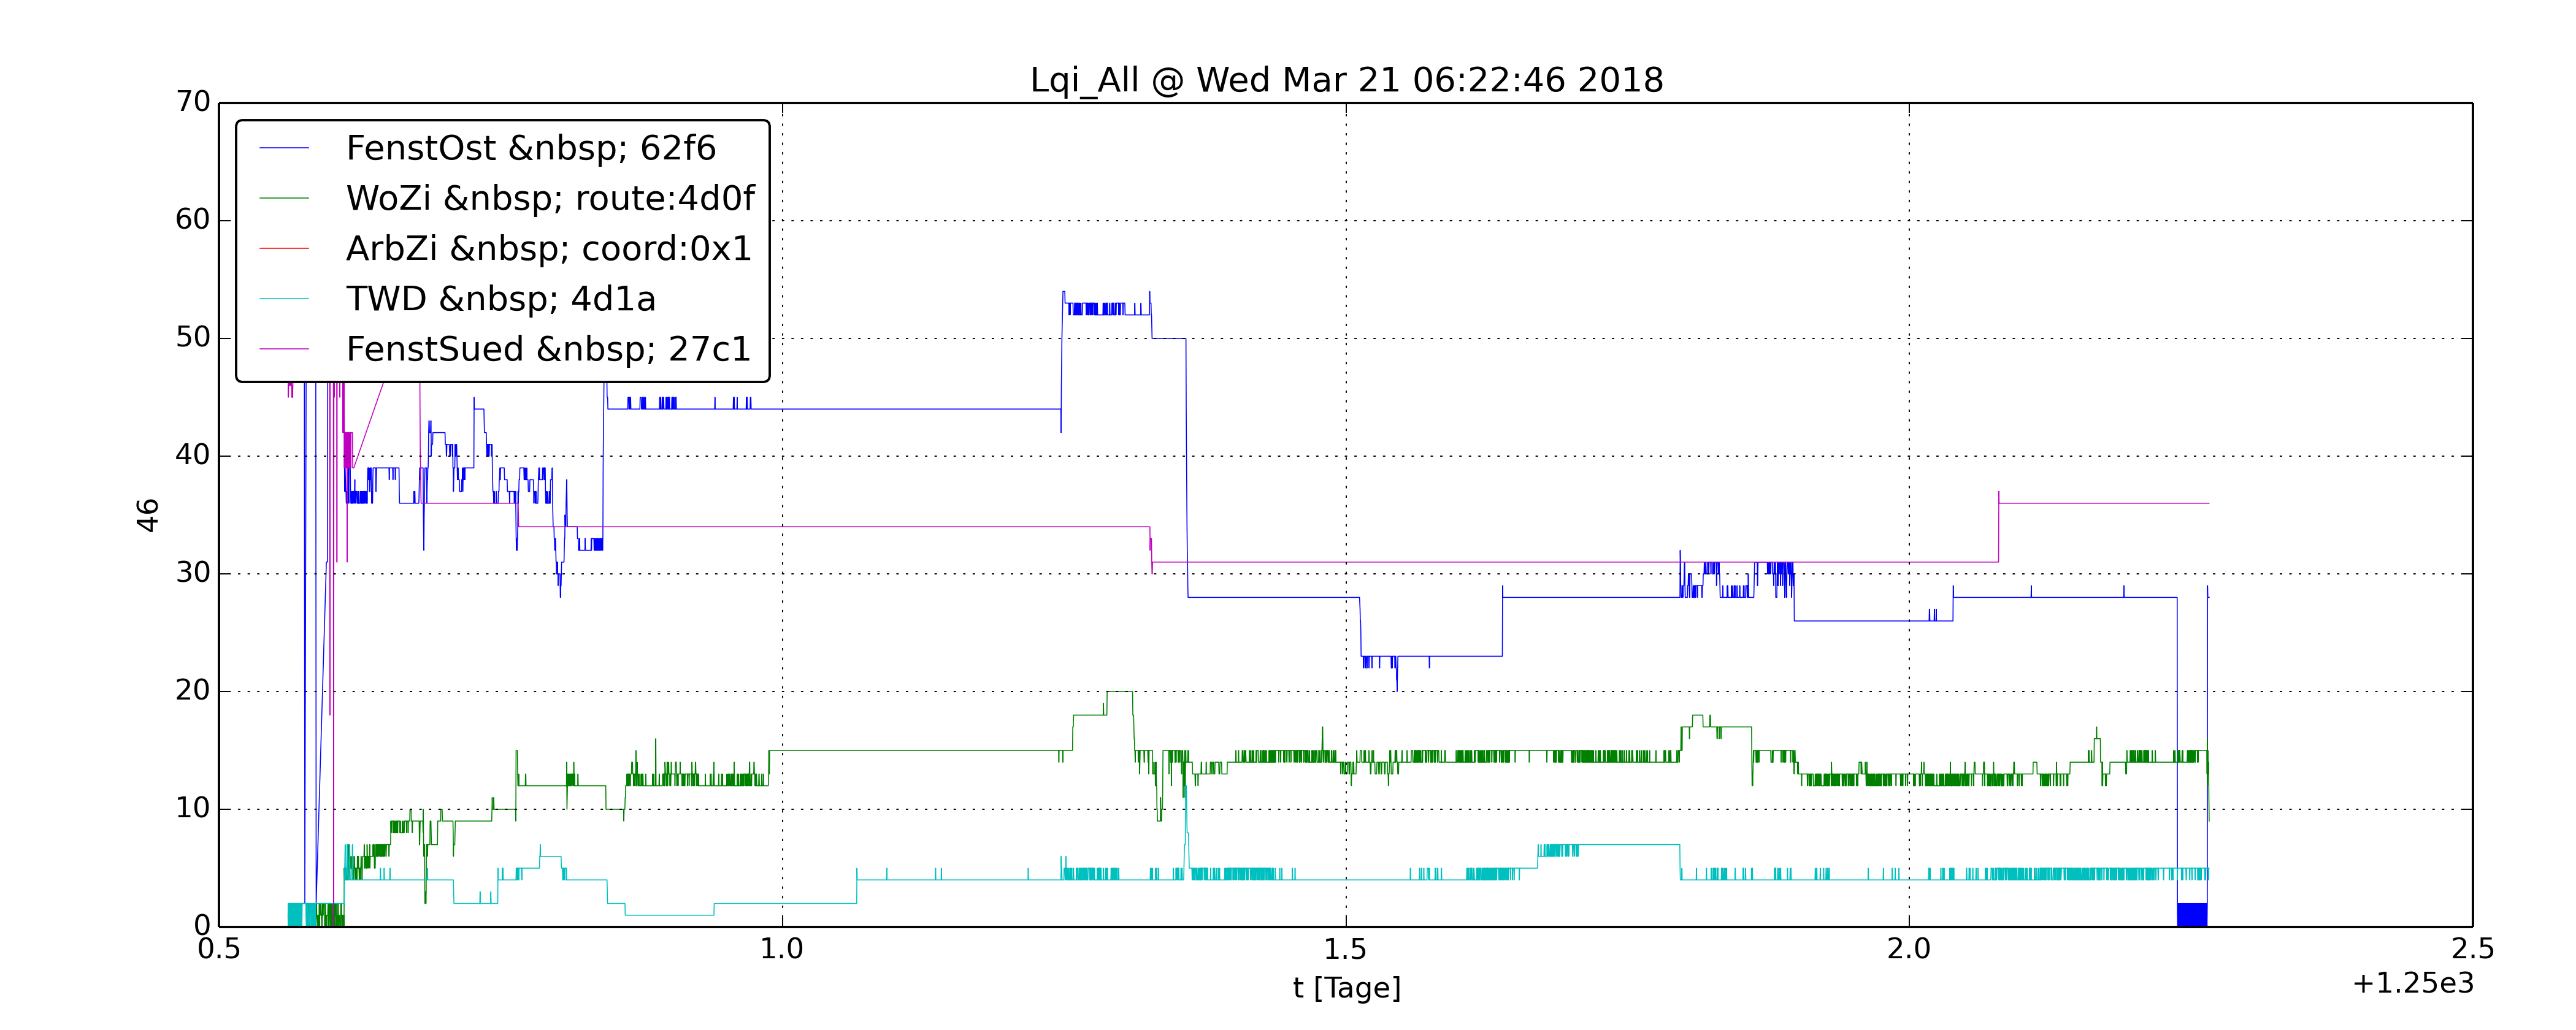 Lqi_All @ Wed Mar 21 06:22:46 2018
70
60
50
40
30
20
10
0
46
FenstOst &nbsp; 62f6
WoZi &nbsp; route:4d0f
ArbZi &nbsp; coord:0x1
TWD &nbsp; 4d1a
FenstSued &nbsp; 27c1
0.5 1.0 1.5 2.0 2.5
t [Tage]
+1.25e3